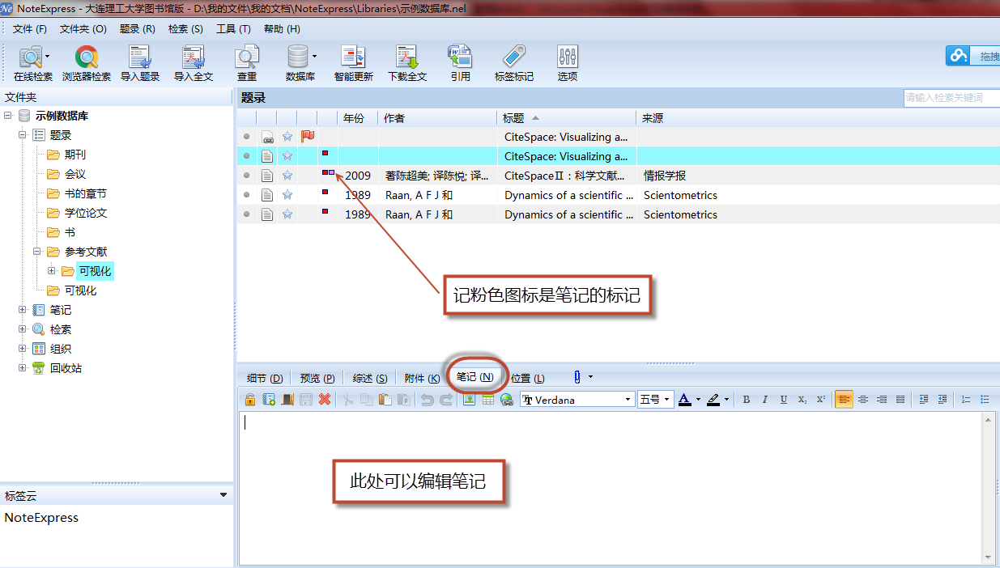 NoteExpress - 大连理工大学图书馆版 - D:\我的文件\我的文档\NoteExpress\Libraries\示例数据库.nel
文件 (F) 文件夹 (O) 题录 (R) 检索 (S) 工具 (T) 帮助 (H)
在线检索 浏览器检索 导入题录 导入全文 查重 数据库 智能更新 下载全文 引用 标签标记 选项 拖拽
文件夹
示例数据库
题录
期刊
会议
书的章节
学位论文
书
参考文献
可视化
可视化
笔记
检索
组织
回收站
标签云
NoteExpress
题录 请输入检索关键词
年份 作者 标题 来源
CiteSpace: Visualizing a...
CiteSpace: Visualizing a...
2009 著陈超美; 译陈悦; 译... CiteSpaceⅡ：科学文献... 情报学报
1989 Raan, A F J 和 Dynamics of a scientific ... Scientometrics
1989 Raan, A F J 和 Dynamics of a scientific ... Scientometrics
记粉色图标是笔记的标记
细节 (D) 预览 (P) 综述 (S) 附件 (K) 笔记 (N) 位置 (L)
Verdana 五号 A B I U X₂ X²
此处可以编辑笔记